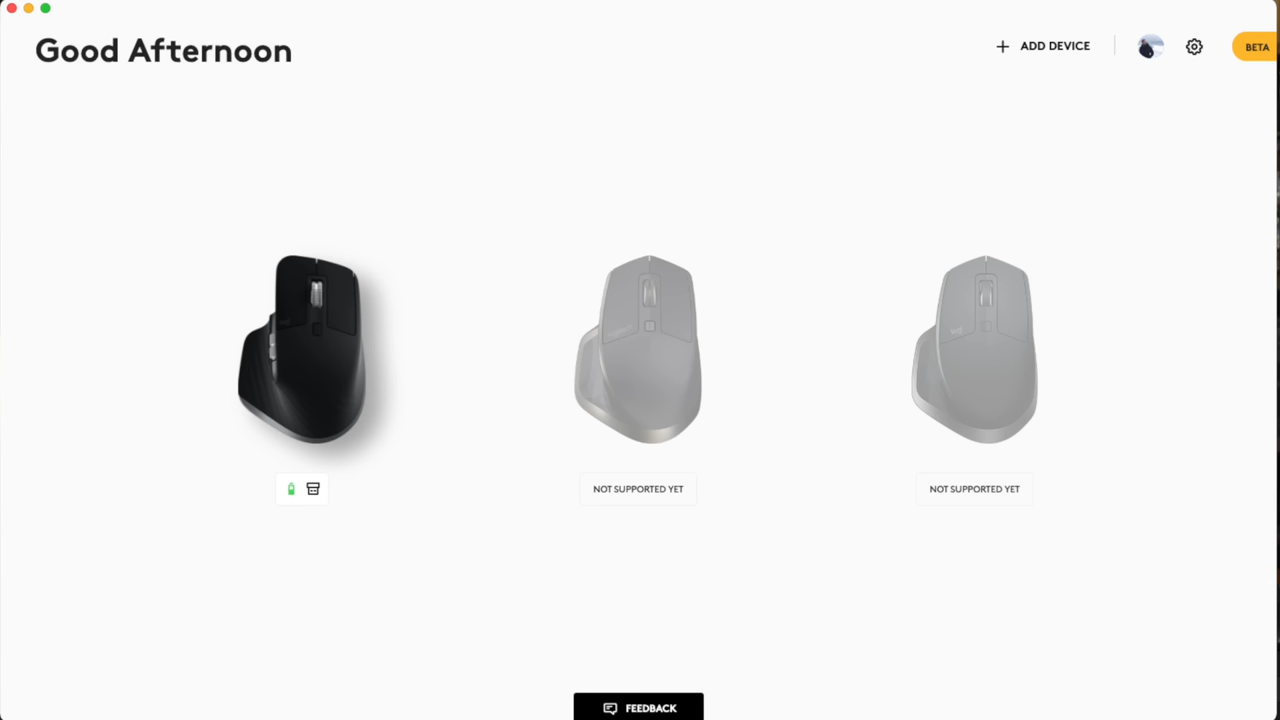 Good Afternoon
ADD DEVICE
BETA
NOT SUPPORTED YET
NOT SUPPORTED YET
FEEDBACK